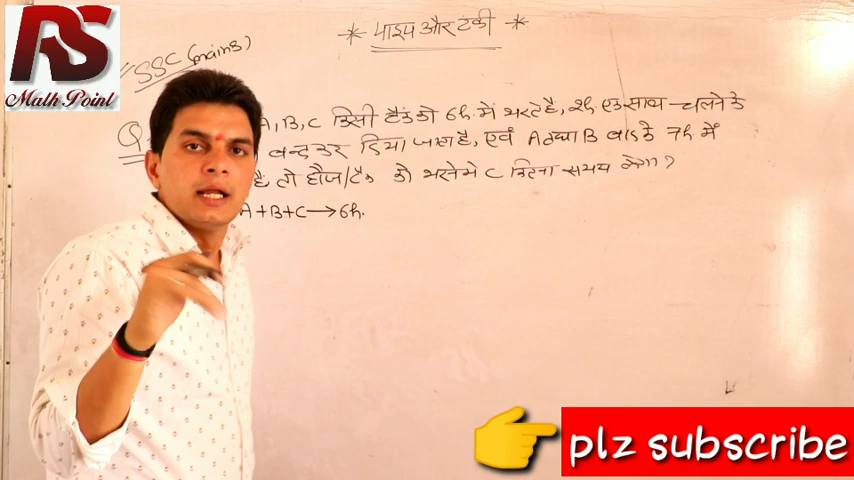 RS
Math Point
* पाइप और टंकी *
SSC (mains)
Q. A, B, C किसी टैंक को 6h. में भरते है, 2h एक साथ चलने के
बन्द कर दिया जाता है, एवं A तथा B बाद के 7h में
है, तो हौज/टैंक को भरने मे C कितना समय लेगा?
A+B+C→6h.
plz subscribe